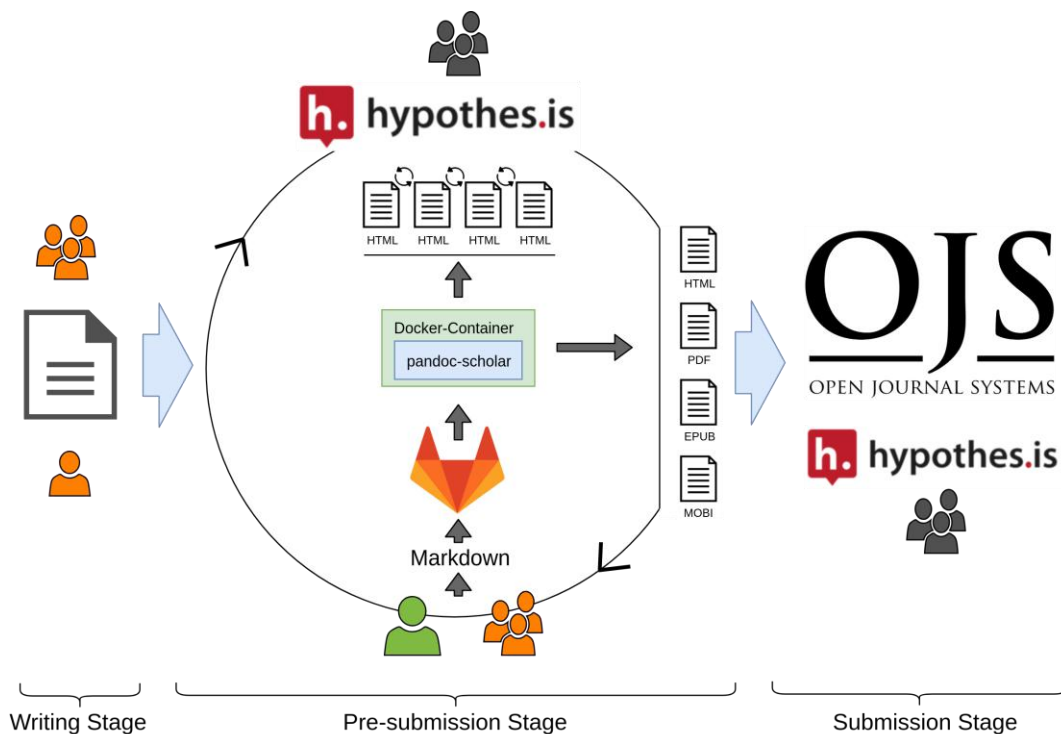 h. hypothes.is
HTML HTML HTML HTML
Docker-Container
pandoc-scholar
Markdown
HTML
PDF
EPUB
MOBI
OJS
OPEN JOURNAL SYSTEMS
h. hypothes.is
Writing Stage
Pre-submission Stage
Submission Stage